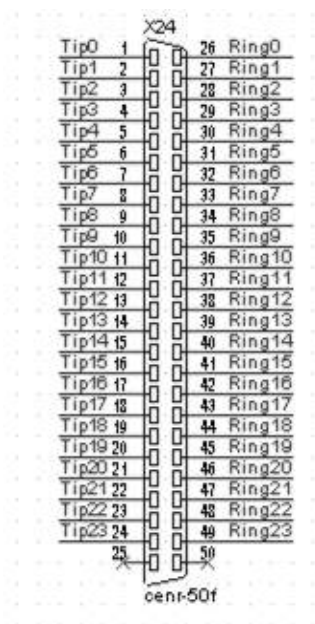 X24
Tip0 1 26 Ring0
Tip1 2 27 Ring1
Tip2 3 28 Ring2
Tip3 4 29 Ring3
Tip4 5 30 Ring4
Tip5 6 31 Ring5
Tip6 7 32 Ring6
Tip7 8 33 Ring7
Tip8 9 34 Ring8
Tip9 10 35 Ring9
Tip10 11 36 Ring10
Tip11 12 37 Ring11
Tip12 13 38 Ring12
Tip13 14 39 Ring13
Tip14 15 40 Ring14
Tip15 16 41 Ring15
Tip16 17 42 Ring16
Tip17 18 43 Ring17
Tip18 19 44 Ring18
Tip19 20 45 Ring19
Tip20 21 46 Ring20
Tip21 22 47 Ring21
Tip22 23 48 Ring22
Tip23 24 49 Ring23
25 50
cenr-50f